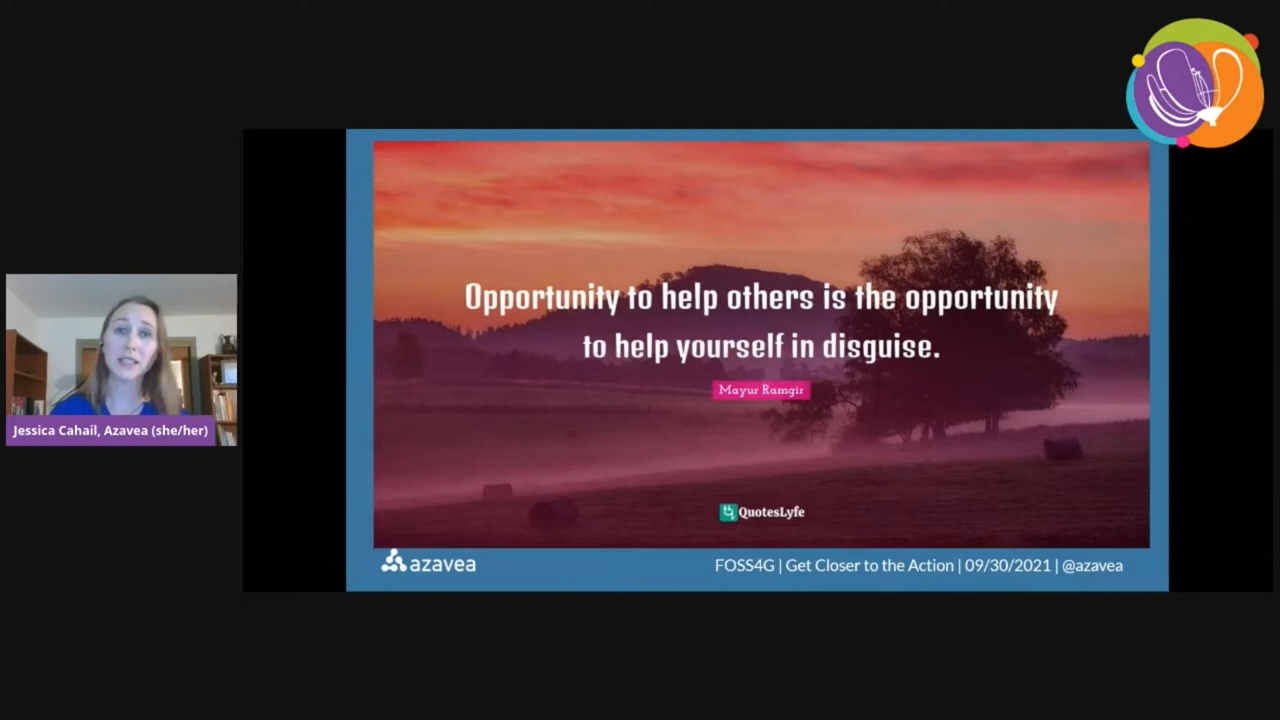 Opportunity to help others is the opportunity
to help yourself in disguise.
Mayur Ramgir
QuotesLyfe
Jessica Cahail, Azavea (she/her)
azavea
FOSS4G | Get Closer to the Action | 09/30/2021 | @azavea